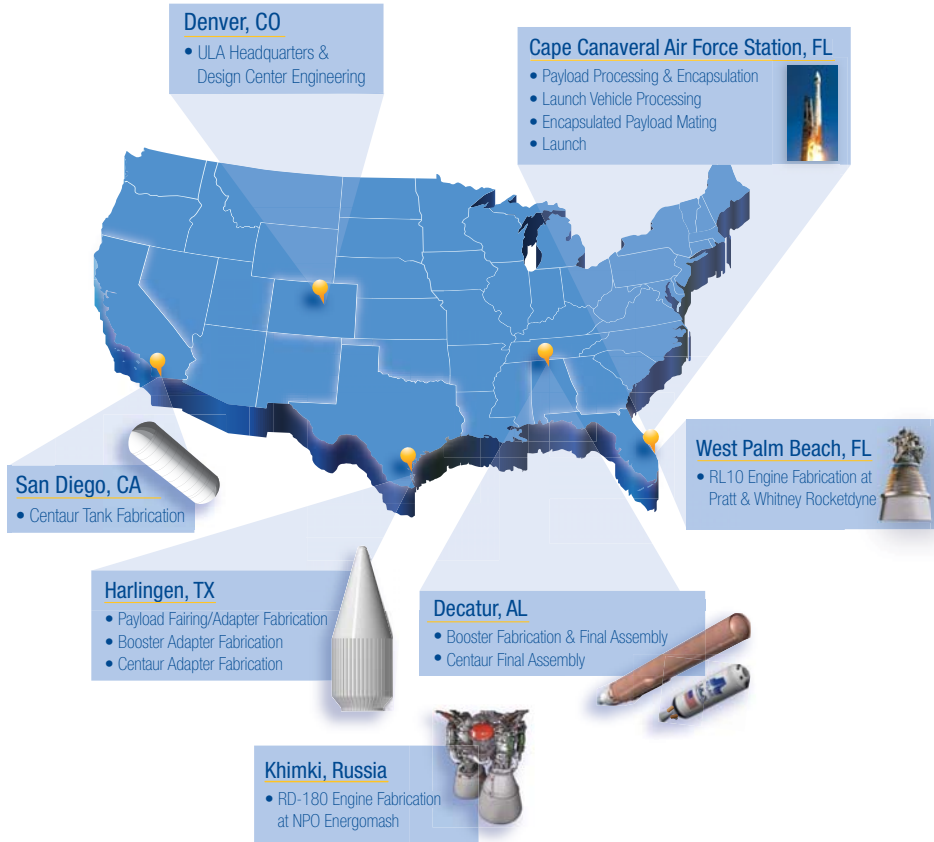 Denver, CO
• ULA Headquarters &
Design Center Engineering
Cape Canaveral Air Force Station, FL
• Payload Processing & Encapsulation
• Launch Vehicle Processing
• Encapsulated Payload Mating
• Launch
San Diego, CA
• Centaur Tank Fabrication
West Palm Beach, FL
• RL10 Engine Fabrication at
Pratt & Whitney Rocketdyne
Harlingen, TX
• Payload Fairing/Adapter Fabrication
• Booster Adapter Fabrication
• Centaur Adapter Fabrication
Decatur, AL
• Booster Fabrication & Final Assembly
• Centaur Final Assembly
Khimki, Russia
• RD-180 Engine Fabrication
at NPO Energomash